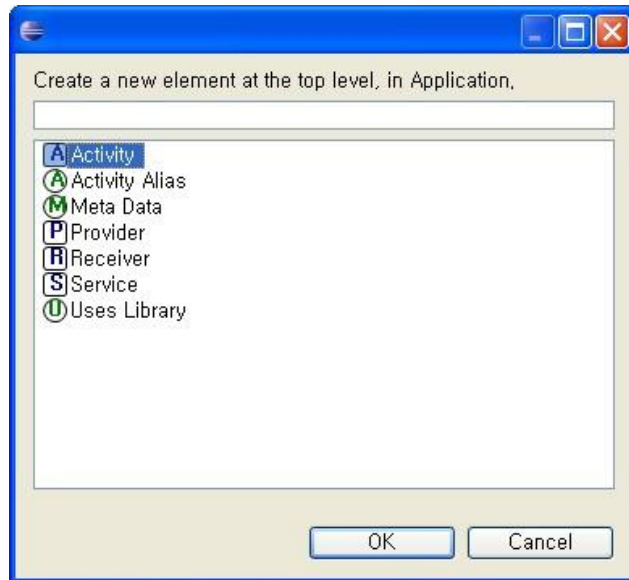 Create a new element at the top level, in Application,
A Activity
A Activity Alias
M Meta Data
P Provider
R Receiver
S Service
U Uses Library
OK Cancel